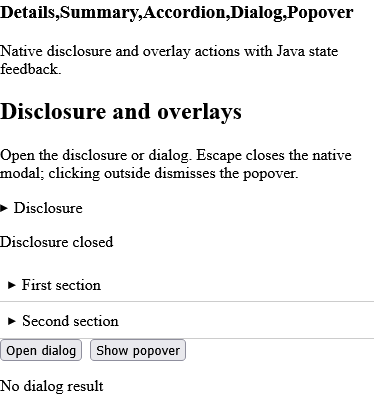 Details,Summary,Accordion,Dialog,Popover
Native disclosure and overlay actions with Java state
feedback.
Disclosure and overlays
Open the disclosure or dialog. Escape closes the native
modal; clicking outside dismisses the popover.
Disclosure
Disclosure closed
First section
Second section
Open dialog Show popover
No dialog result